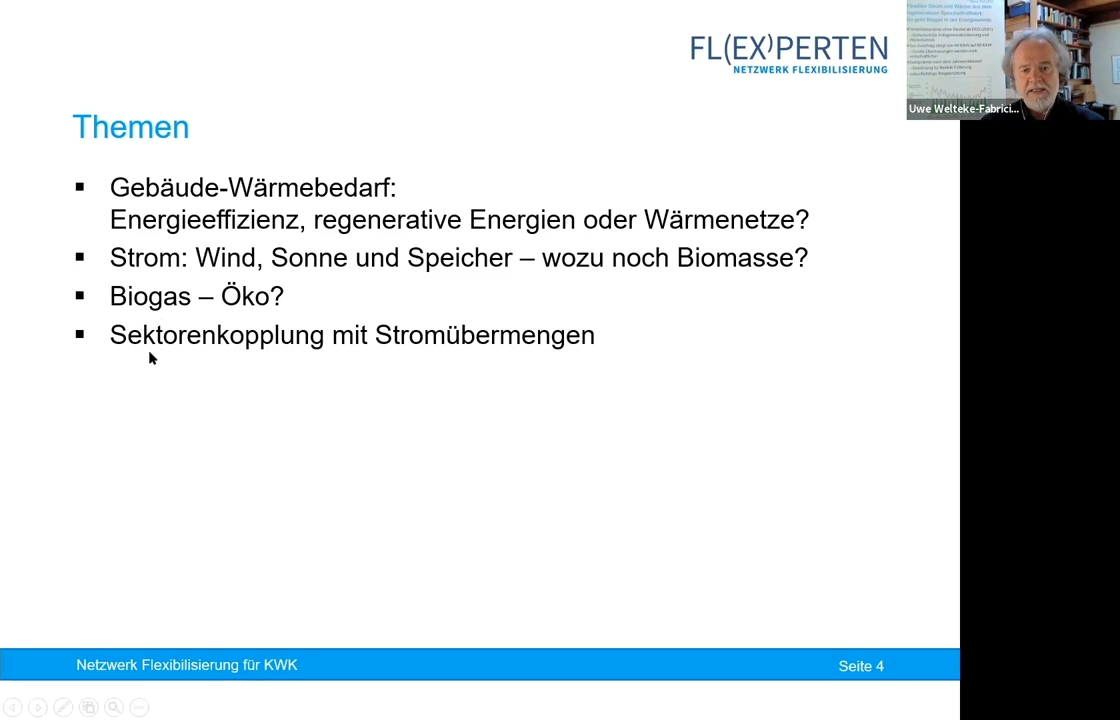 FL(EX)PERTEN
NETZWERK FLEXIBILISIERUNG
Uwe Welteke-Fabrici...
Themen
▪ Gebäude-Wärmebedarf:
Energieeffizienz, regenerative Energien oder Wärmenetze?
▪ Strom: Wind, Sonne und Speicher – wozu noch Biomasse?
▪ Biogas – Öko?
▪ Sektorenkopplung mit Stromübermengen
Netzwerk Flexibilisierung für KWK
Seite 4